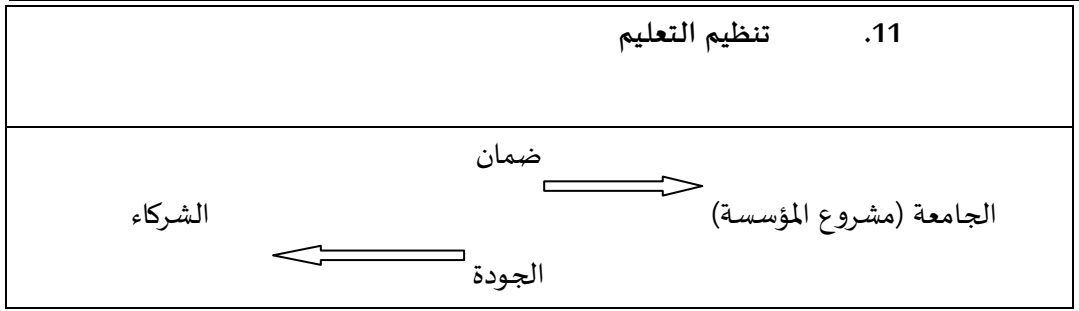 11. تنظيم التعليم
ضمان
الجامعة (مشروع المؤسسة)
الشركاء
الجودة